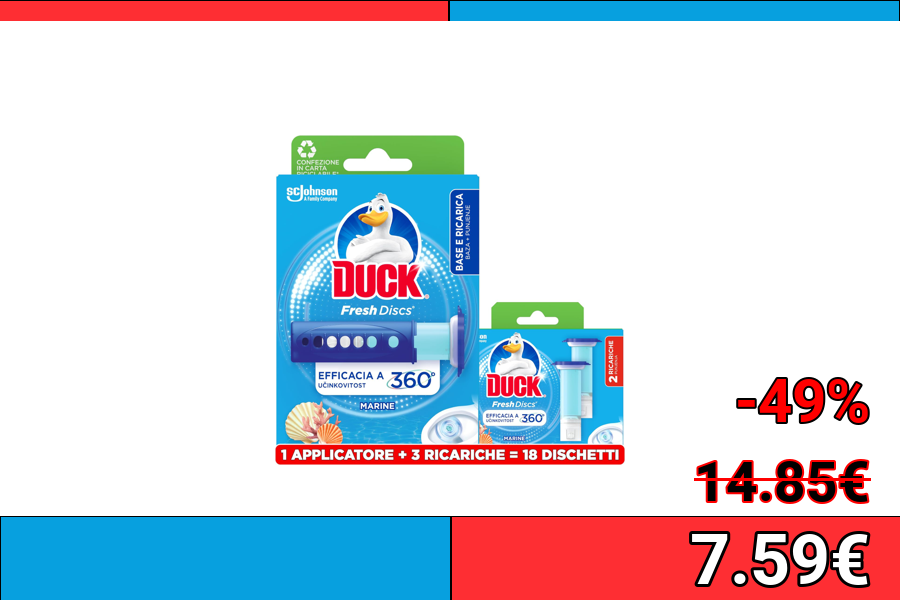 CONFEZIONE
IN CARTA
RICICLABILE*
SC Johnson
A Family Company
BASE E RICARICA
BAZA + PUNJENJE
DUCK
Fresh Discs
EFFICACIA A
UČINKOVITOST
360°
MARINE
2 RICARICHE
DUCK
Fresh Discs
EFFICACIA A
UČINKOVITOST
360°
MARINE
1 APPLICATORE + 3 RICARICHE = 18 DISCHETTI
-49%
14.85€
7.59€